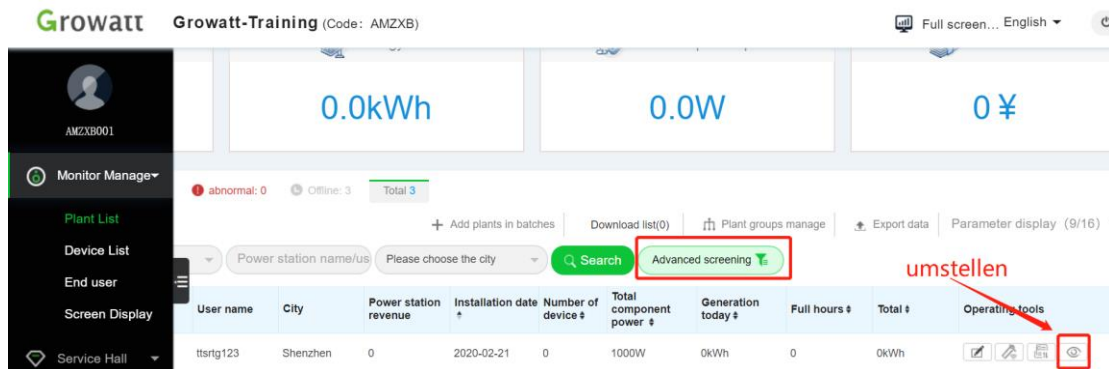 Growatt Growatt-Training (Code: AMZXB) Full screen... English
AMZXB001
0.0kWh 0.0W 0 ¥
Monitor Manage
abnormal: 0 Offline: 3 Total 3
Plant List
Add plants in batches Download list(0) Plant groups manage Export data Parameter display (9/16)
Device List
Power station name/us Please choose the city Search Advanced screening
umstellen
End user
Screen Display
User name City Power station revenue Installation date Number of device Total component power Generation today Full hours Total Operating tools
Service Hall
ttsrtg123 Shenzhen 0 2020-02-21 0 1000W 0kWh 0 0kWh